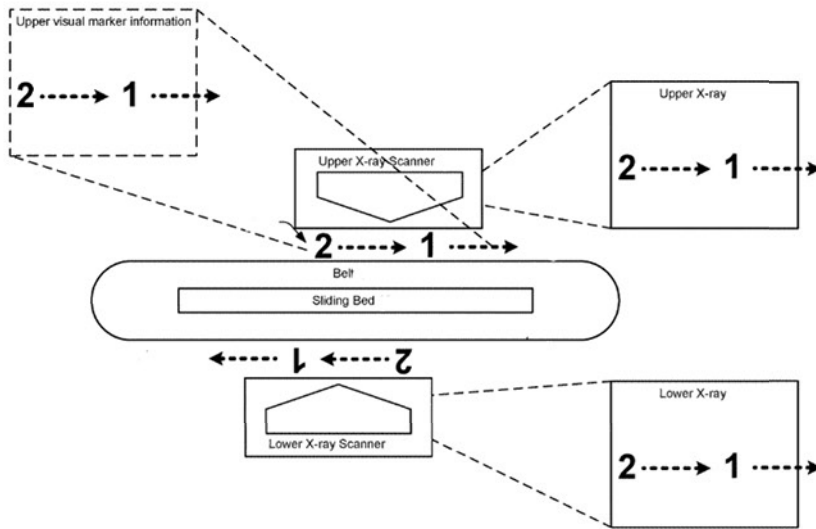 Upper visual marker information
2 1
Upper X-ray
2 1
Upper X-ray Scanner
2 1
Belt
Sliding Bed
1 2
Lower X-ray Scanner
Lower X-ray
2 1